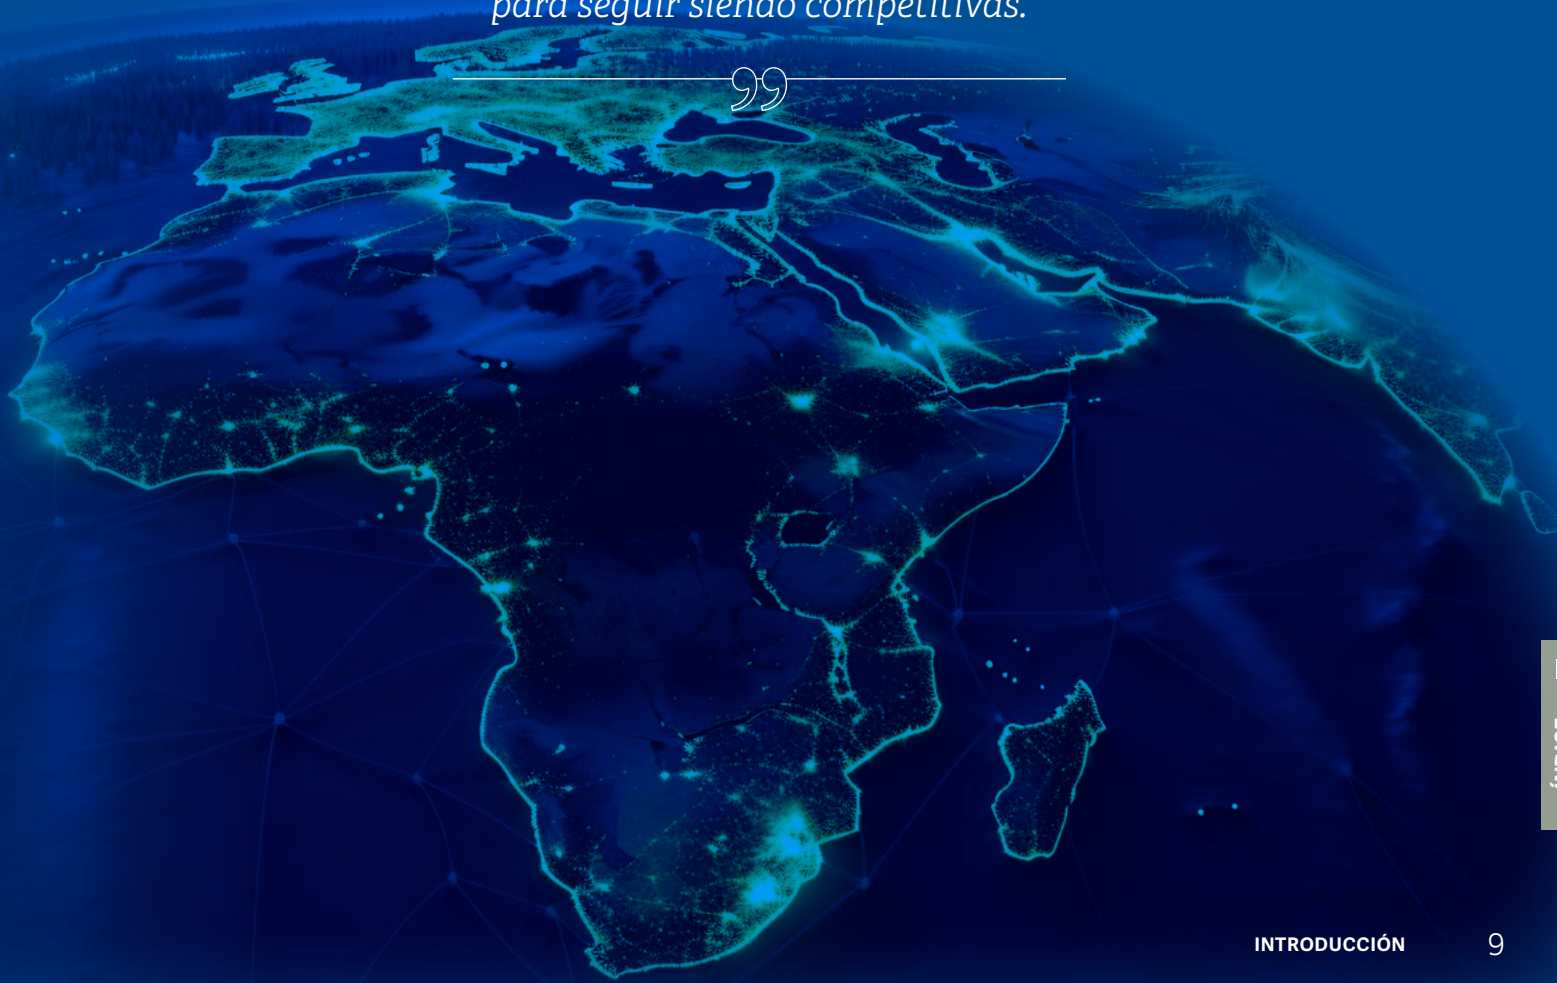 para seguir siendo competitivas.
”
INTRODUCCIÓN 9